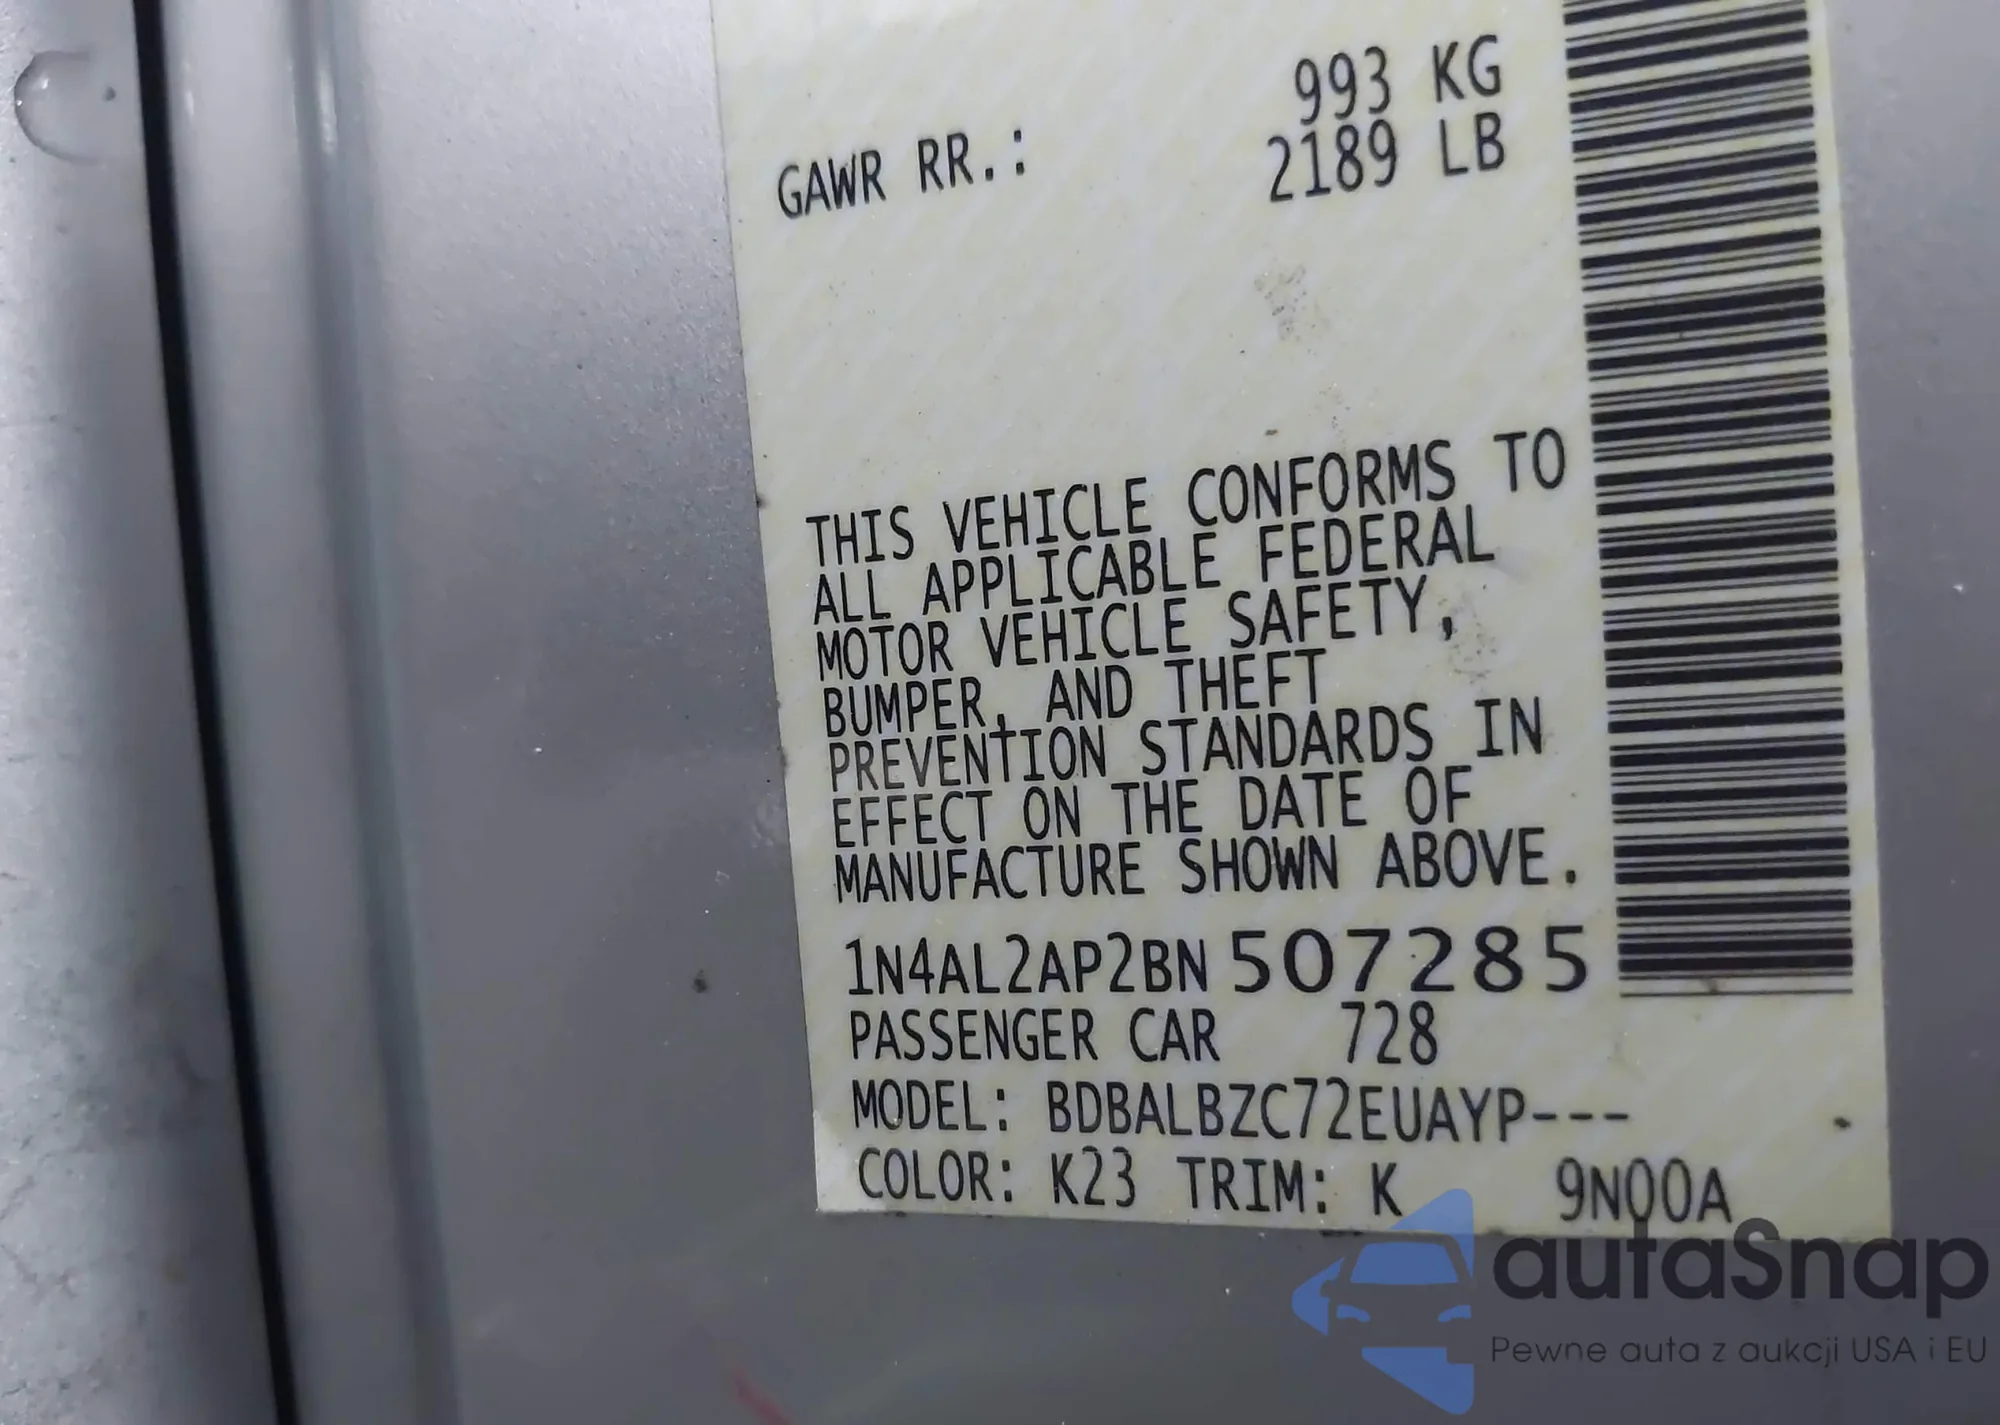 993 KG
GAWR RR.: 2189 LB
THIS VEHICLE CONFORMS TO
ALL APPLICABLE FEDERAL
MOTOR VEHICLE SAFETY,
BUMPER, AND THEFT
PREVENTION STANDARDS IN
EFFECT ON THE DATE OF
MANUFACTURE SHOWN ABOVE.
1N4AL2AP2BN507285
PASSENGER CAR 728
MODEL: BDBALBZC72EUAYP---
COLOR: K23 TRIM: K 9N00A
autaSnap
Pewne auta z aukcji USA i EU